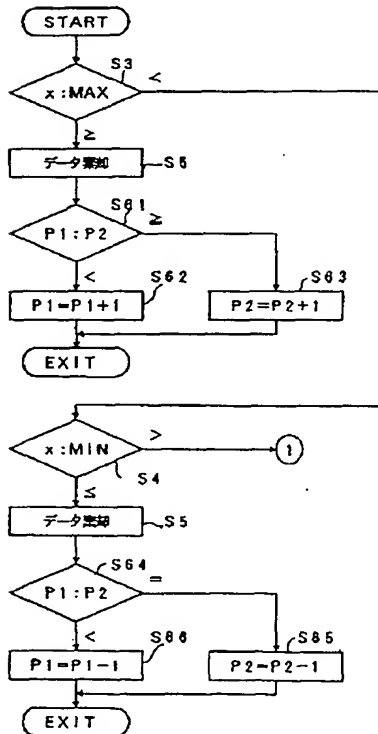 START
S3
x:MAX
<
≥
データ棄却
S5
S61
P1:P2
≥
<
S62
P1=P1+1
S63
P2=P2+1
EXIT
x:MIN
>
1
S4
≤
データ棄却
S5
S64
P1:P2
=
<
S66
P1=P1-1
S65
P2=P2-1
EXIT